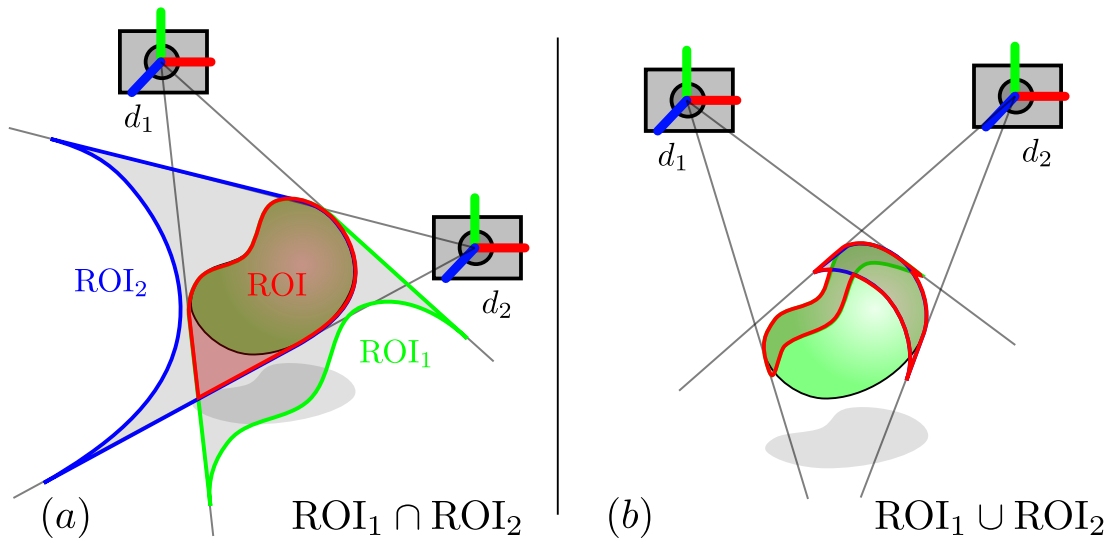 d₁
ROI₂
ROI
d₂
ROI₁
(a)
ROI₁ ∩ ROI₂
d₁
d₂
(b)
ROI₁ ∪ ROI₂